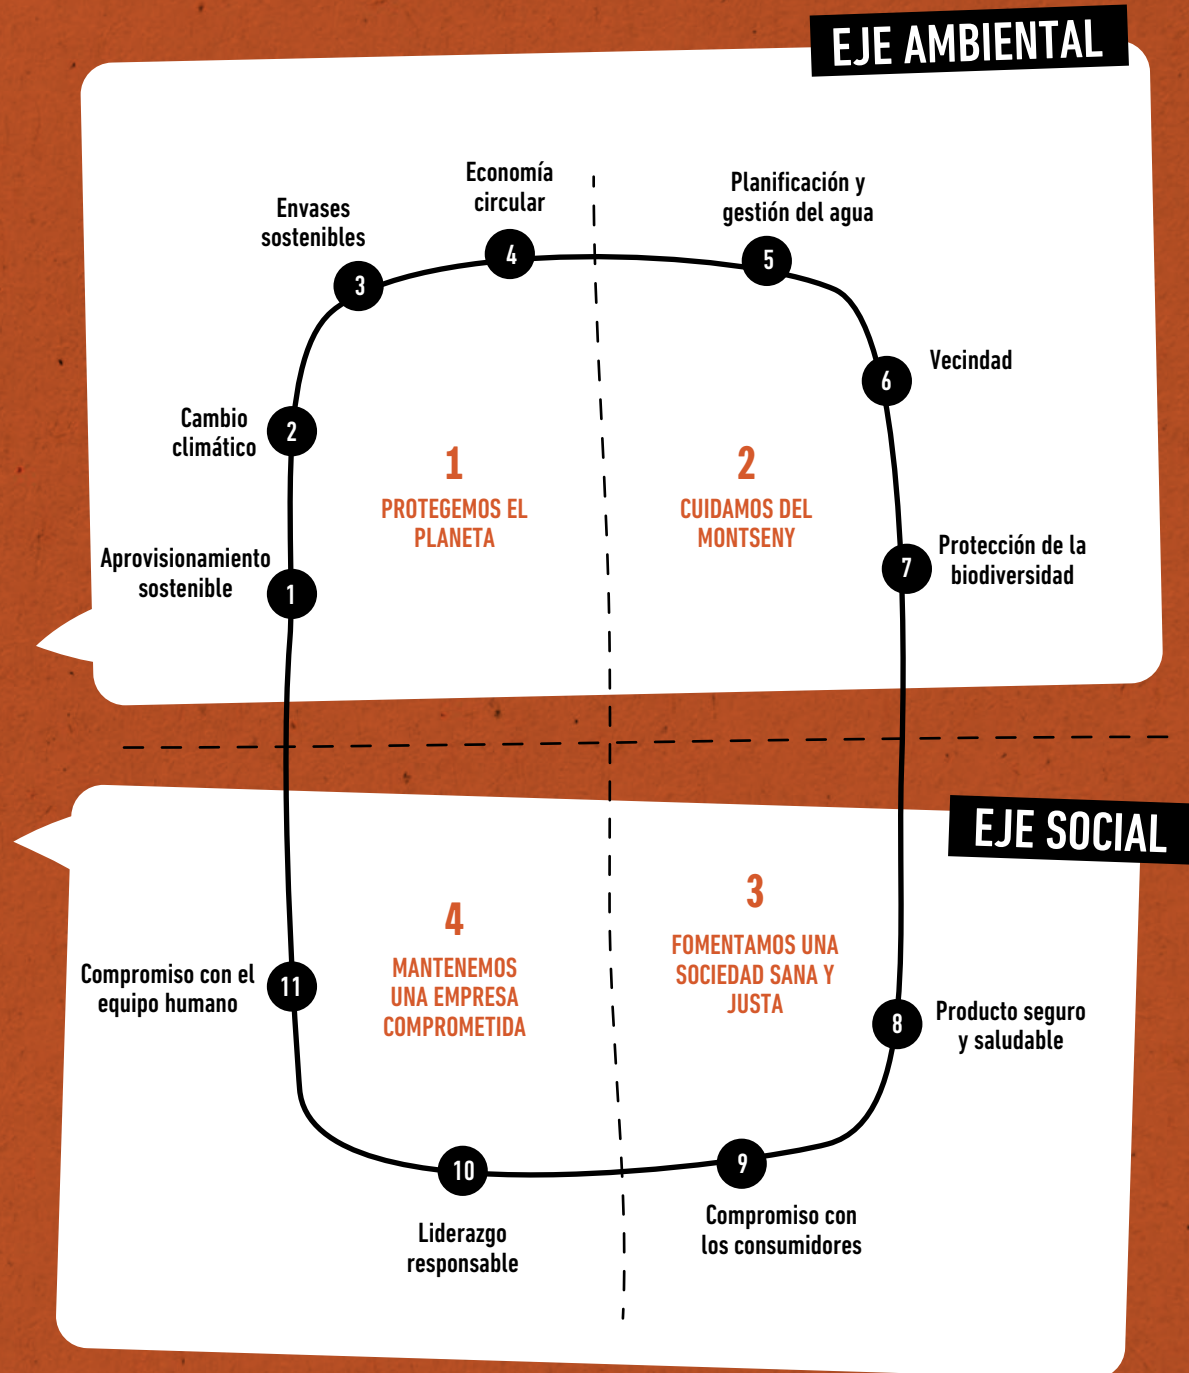 EJE AMBIENTAL
Economía
circular
Planificación y
gestión del agua
Envases
sostenibles
4
5
3
Vecindad
6
Cambio
climático
2
1
PROTEGEMOS EL
PLANETA
2
CUIDAMOS DEL
MONTSENY
Aprovisionamiento
sostenible
1
Protección de la
biodiversidad
7
EJE SOCIAL
4
MANTENEMOS
UNA EMPRESA
COMPROMETIDA
3
FOMENTAMOS UNA
SOCIEDAD SANA Y
JUSTA
Compromiso con el
equipo humano
11
8
Producto seguro
y saludable
10
9
Liderazgo
responsable
Compromiso con
los consumidores